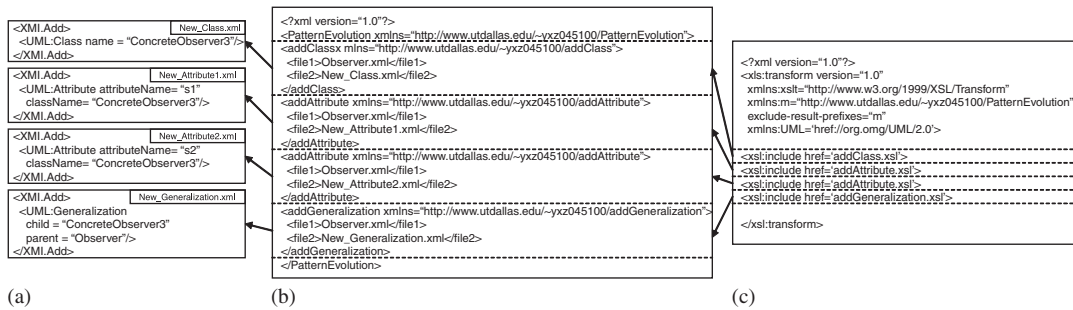 New_Class.xml
<XMI.Add>
<UML:Class name = “ConcreteObserver3”/>
</XMI.Add>
New_Attribute1.xml
<XMI.Add>
<UML:Attribute attributeName= “s1”
className= “ConcreteObserver3”/>
</XMI.Add>
New_Attribute2.xml
<XMI.Add>
<UML:Attribute attributeName= “s2”
className= “ConcreteObserver3”/>
</XMI.Add>
New_Generalization.xml
<XMI.Add>
<UML:Generalization
child = “ConcreteObserver3”
parent = “Observer”/>
</XMI.Add>
(a)
<?xml version=“1.0”?>
<PatternEvolution xmlns=“http://www.utdallas.edu/~yxz045100/PatternEvolution”>
<addClassx mlns=“http://www.utdallas.edu/~yxz045100/addClass”>
<file1>Observer.xml</file1>
<file2>New_Class.xml</file2>
</addClass>
<addAttribute xmlns=“http://www.utdallas.edu/~yxz045100/addAttribute”>
<file1>Observer.xml</file1>
<file2>New_Attribute1.xml</file2>
</addAttribute>
<addAttribute xmlns=“http://www.utdallas.edu/~yxz045100/addAttribute”>
<file1>Observer.xml</file1>
<file2>New_Attribute2.xml</file2>
</addAttribute>
<addGeneralization xmlns=“http://www.utdallas.edu/~yxz045100/addGeneralization”>
<file1>Observer.xml</file1>
<file2>New_Generalization.xml</file2>
</addGeneralization>
</PatternEvolution>
(b)
<?xml version=“1.0”?>
<xls:transform version=“1.0”
xmlns:xslt=“http://www.w3.org/1999/XSL/Transform”
xmlns:m=“http://www.utdallas.edu/~yxz045100/PatternEvolution”
exclude-result-prefixes=“m”
xmlns:UML=‘href://org.omg/UML/2.0’>
<xsl:include href=‘addClass.xsl’>
<xsl:include href=‘addAttribute.xsl’>
<xsl:include href=‘addAttribute.xsl’>
<xsl:include href=‘addGeneralization.xsl’>
</xsl:transform>
(c)